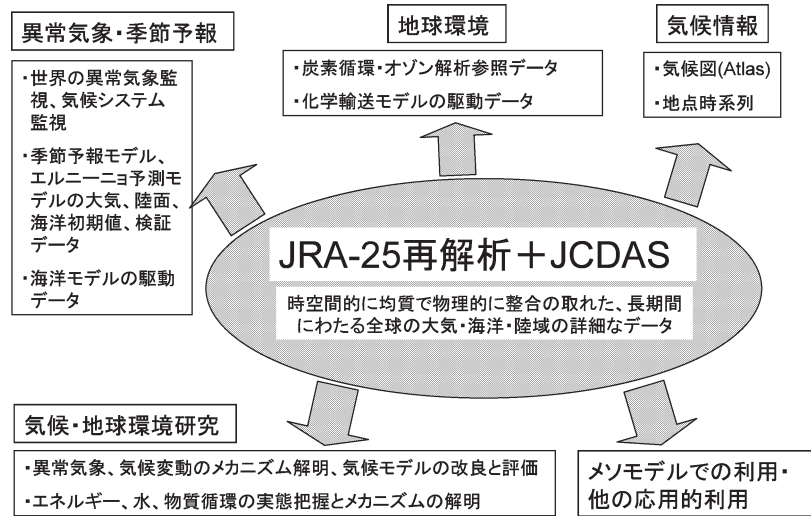 異常気象・季節予報
・世界の異常気象監
視、気候システム
監視
・季節予報モデル、
エルニーニョ予測モ
デルの大気、陸面、
海洋初期値、検証
データ
・海洋モデルの駆動
データ
地球環境
・炭素循環・オゾン解析参照データ
・化学輸送モデルの駆動データ
気候情報
・気候図(Atlas)
・地点時系列
JRA-25再解析＋JCDAS
時空間的に均質で物理的に整合の取れた、長期間
にわたる全球の大気・海洋・陸域の詳細なデータ
気候・地球環境研究
・異常気象、気候変動のメカニズム解明、気候モデルの改良と評価
・エネルギー、水、物質循環の実態把握とメカニズムの解明
メソモデルでの利用・
他の応用的利用